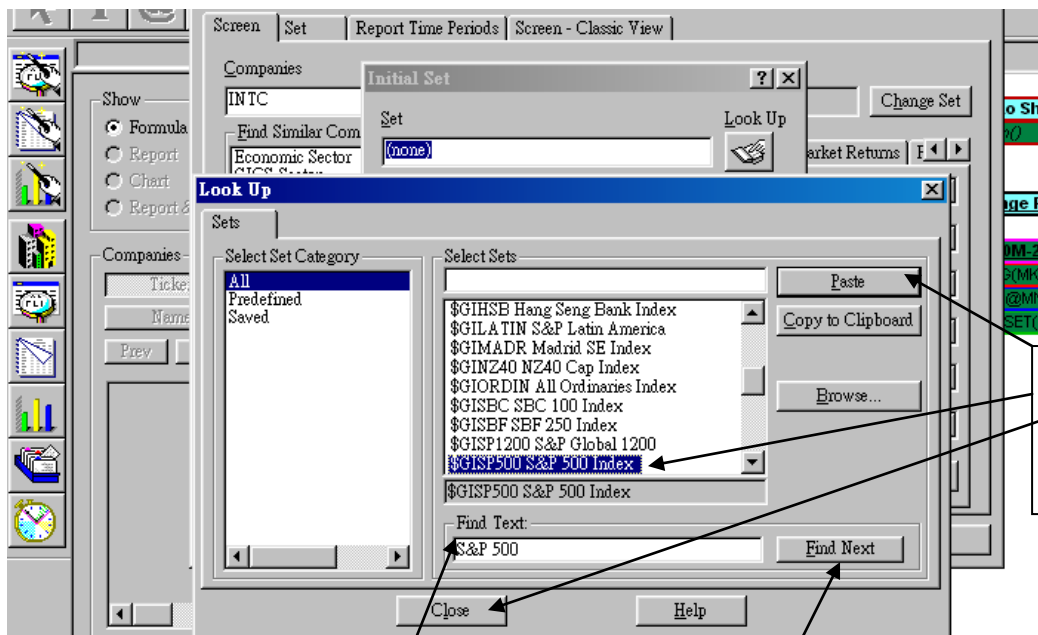 Screen Set Report Time Periods Screen - Classic View
Companies
INTC
Change Set
Show
Formula
Report
Chart
Report &
Find Similar Com
Economic Sector
arket Returns
Initial Set
Set
Look Up
(none)
Look Up
Sets
Companies
Name
Prev
Select Set Category
All
Predefined
Saved
Select Sets
$GIHSB Hang Seng Bank Index
$GILATIN S&P Latin America
$GIMADR Madrid SE Index
$GINZ40 NZ40 Cap Index
$GIORDIN All Ordinaries Index
$GISBC SBC 100 Index
$GISBF SBF 250 Index
$GISP1200 S&P Global 1200
$GISP500 S&P 500 Index
$GISP500 S&P 500 Index
Find Text:
S&P 500
Paste
Copy to Clipboard
Browse...
Find Next
Close
Help